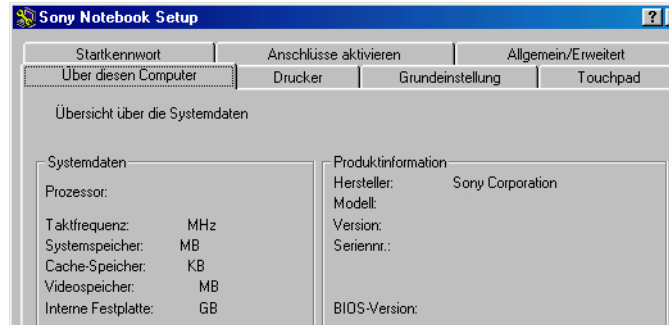 Sony Notebook Setup
Startkennwort Anschlüsse aktivieren Allgemein/Erweitert
Über diesen Computer Drucker Grundeinstellung Touchpad
Übersicht über die Systemdaten
Systemdaten
Prozessor:
Taktfrequenz: MHz
Systemspeicher: MB
Cache-Speicher: KB
Videospeicher: MB
Interne Festplatte: GB
Produktinformation
Hersteller: Sony Corporation
Modell:
Version:
Seriennr.:
BIOS-Version: